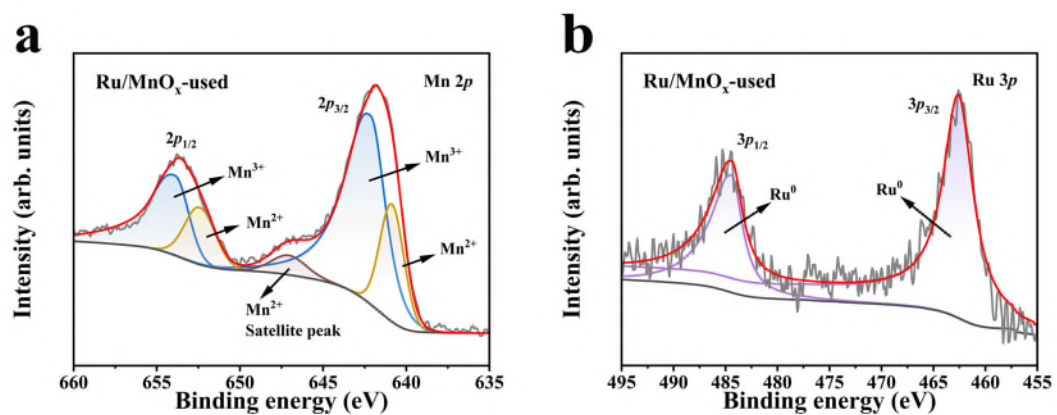 a
Ru/MnOₓ-used
Mn 2p
2p₃/₂
2p₁/₂
Mn³⁺
Mn³⁺
Mn²⁺
Mn²⁺
Mn²⁺
Satellite peak
Intensity (arb. units)
660 655 650 645 640 635
Binding energy (eV)
b
Ru/MnOₓ-used
Ru 3p
3p₃/₂
3p₁/₂
Ru⁰
Ru⁰
Intensity (arb. units)
495 490 485 480 475 470 465 460 455
Binding energy (eV)